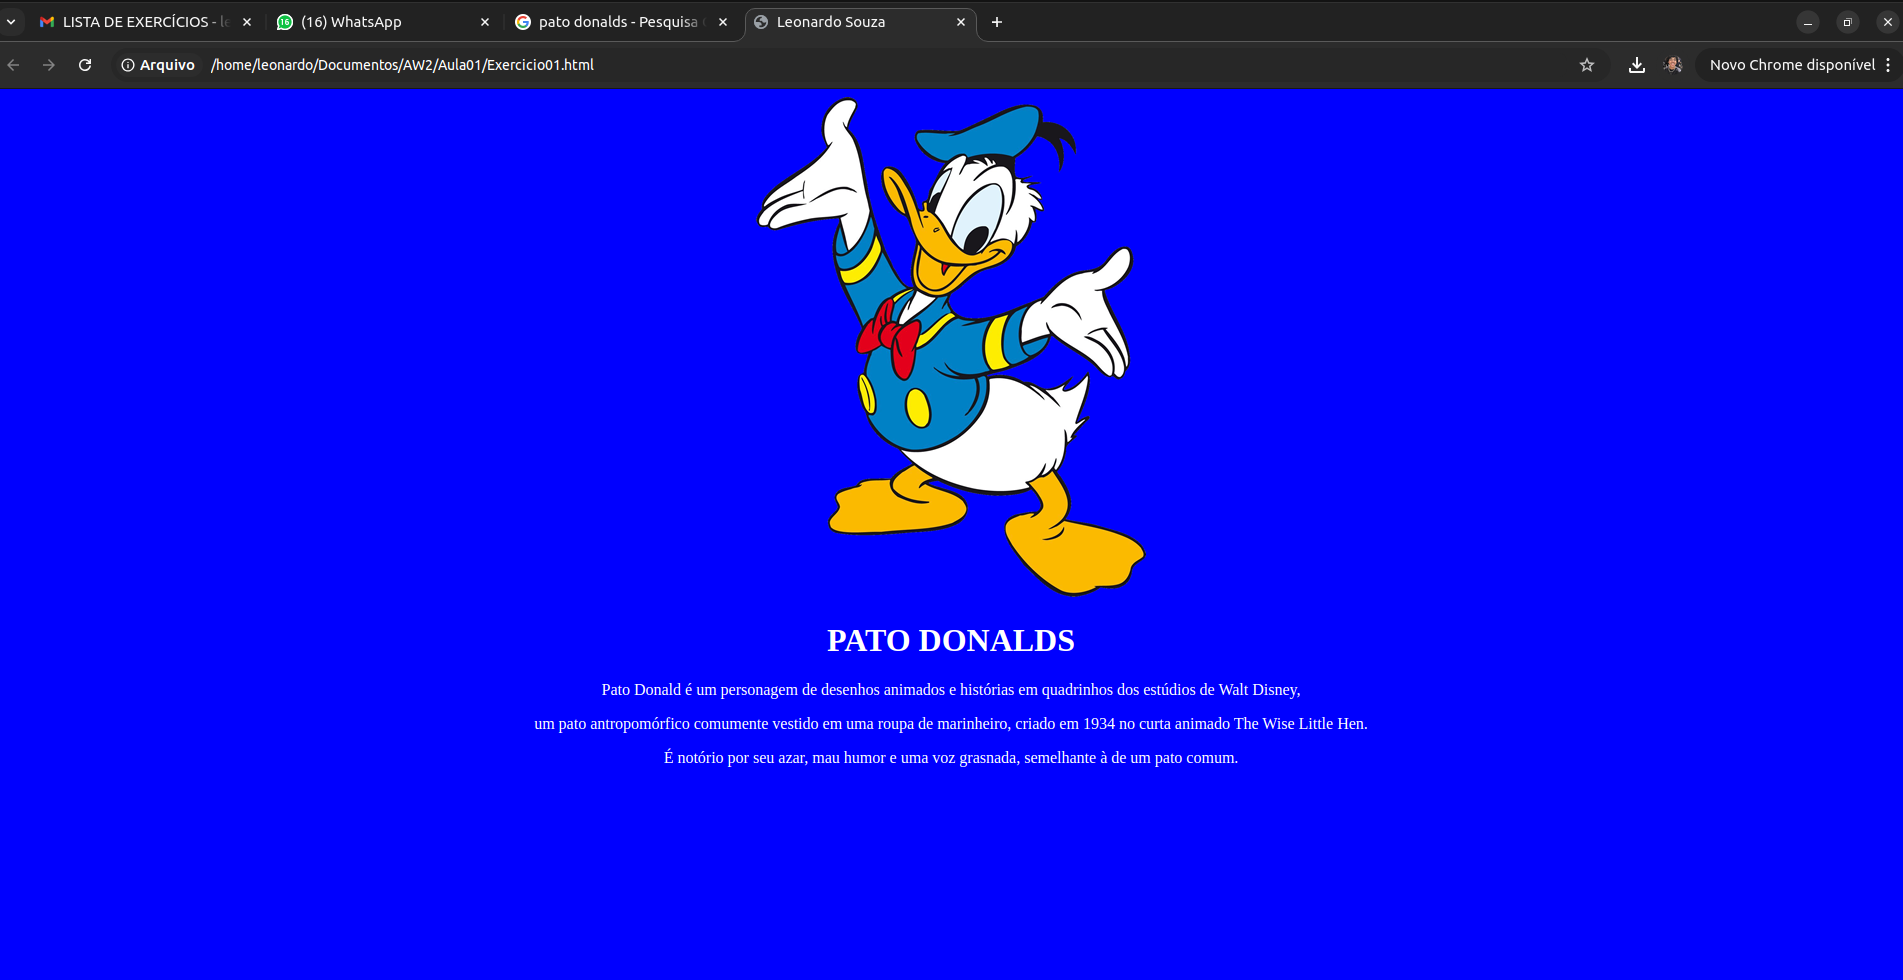 LISTA DE EXERCÍCIOS - le
(16) WhatsApp
pato donalds - Pesquisa
Leonardo Souza
Arquivo /home/leonardo/Documentos/AW2/Aula01/Exercicio01.html
Novo Chrome disponível
PATO DONALDS
Pato Donald é um personagem de desenhos animados e histórias em quadrinhos dos estúdios de Walt Disney,
um pato antropomórfico comumente vestido em uma roupa de marinheiro, criado em 1934 no curta animado The Wise Little Hen.
É notório por seu azar, mau humor e uma voz grasnada, semelhante à de um pato comum.